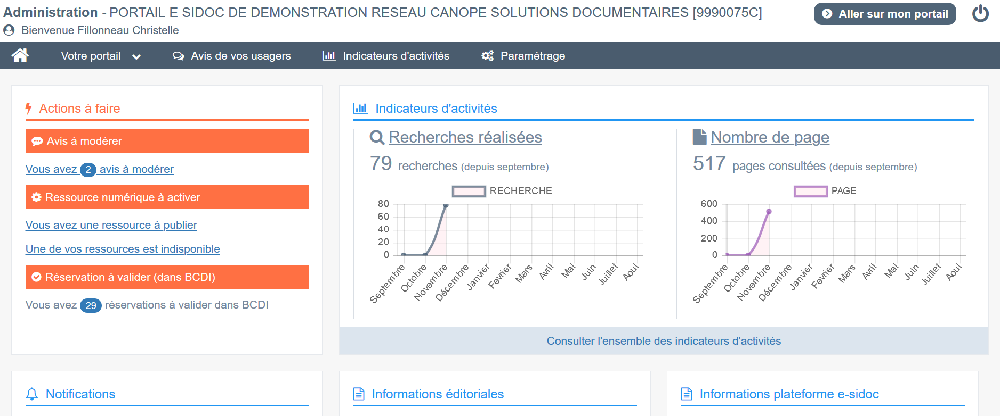 Administration - PORTAIL E SIDOC DE DEMONSTRATION RESEAU CANOPE SOLUTIONS DOCUMENTAIRES [9990075C]
Aller sur mon portail
Bienvenue Fillonneau Christelle
Votre portail
Avis de vos usagers
Indicateurs d'activités
Paramétrage
Actions à faire
Avis à modérer
Vous avez 2 avis à modérer
Ressource numérique à activer
Vous avez une ressource à publier
Une de vos ressources est indisponible
Réservation à valider (dans BCDI)
Vous avez 29 réservations à valider dans BCDI
Indicateurs d'activités
Recherches réalisées
79 recherches (depuis septembre)
RECHERCHE
80
60
40
20
0
Septembre
Octobre
Novembre
Décembre
Janvier
Fevrier
Mars
Avril
Mai
Juin
Juillet
Aout
Nombre de page
517 pages consultées (depuis septembre)
PAGE
600
400
200
0
Septembre
Octobre
Novembre
Décembre
Janvier
Fevrier
Mars
Avril
Mai
Juin
Juillet
Aout
Consulter l'ensemble des indicateurs d'activités
Notifications
Informations éditoriales
Informations plateforme e-sidoc